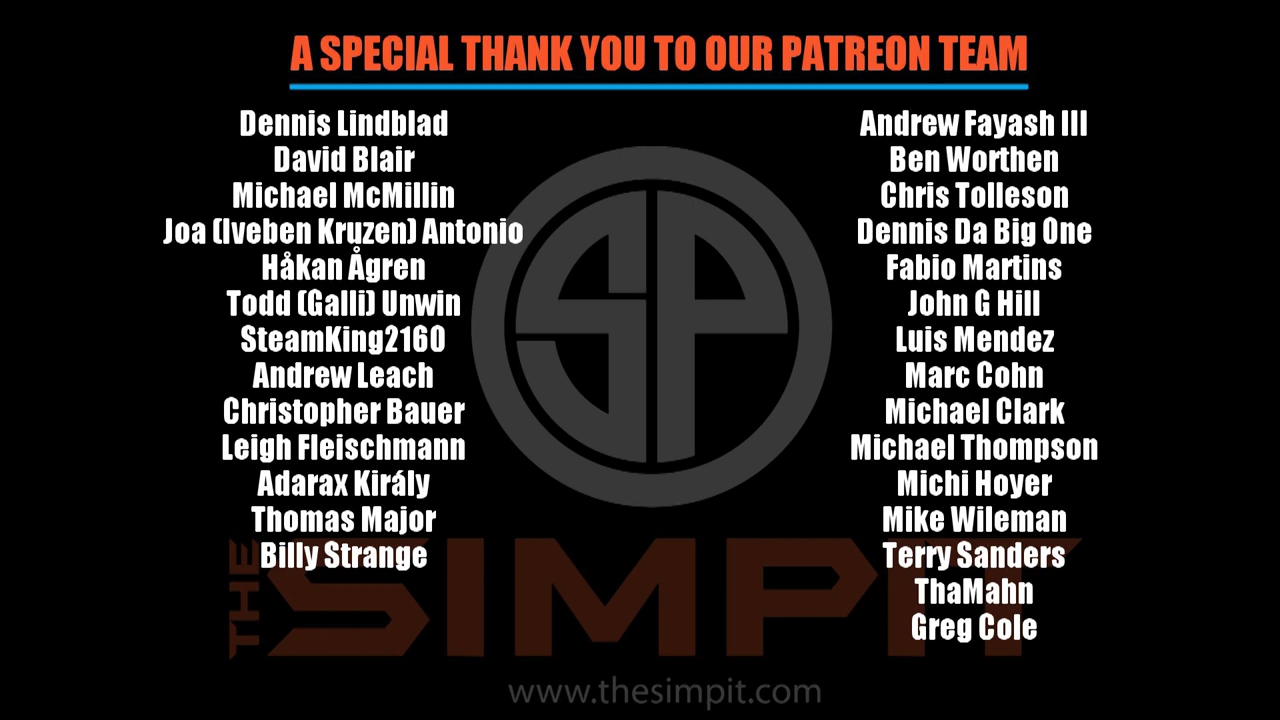 A SPECIAL THANK YOU TO OUR PATREON TEAM
Dennis Lindblad
David Blair
Michael McMillin
Joa (Iveben Kruzen) Antonio
Håkan Ågren
Todd (Galli) Unwin
SteamKing2160
Andrew Leach
Christopher Bauer
Leigh Fleischmann
Adarax Király
Thomas Major
Billy Strange
Andrew Fayash III
Ben Worthen
Chris Tolleson
Dennis Da Big One
Fabio Martins
John G Hill
Luis Mendez
Marc Cohn
Michael Clark
Michael Thompson
Michi Hoyer
Mike Wileman
Terry Sanders
ThaMahn
Greg Cole
SP
THE SIMPIT
www.thesimpit.com